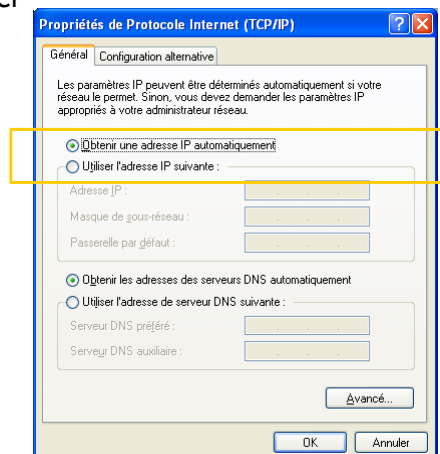 Propriétés de Protocole Internet (TCP/IP)
Général
Configuration alternative
Les paramètres IP peuvent être déterminés automatiquement si votre
réseau le permet. Sinon, vous devez demander les paramètres IP
appropriés à votre administrateur réseau.
Obtenir une adresse IP automatiquement
Utiliser l'adresse IP suivante :
Adresse IP :
Masque de sous-réseau :
Passerelle par défaut :
Obtenir les adresses des serveurs DNS automatiquement
Utiliser l'adresse de serveur DNS suivante :
Serveur DNS préféré :
Serveur DNS auxiliaire :
Avancé...
OK
Annuler